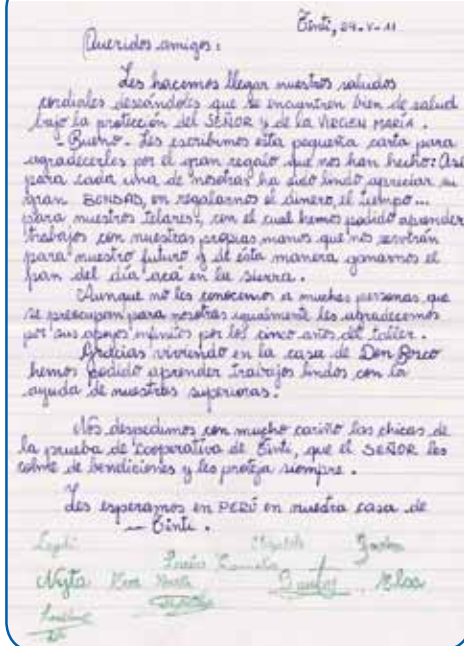 Tinti, 24-V-11
Queridos amigos:
Les hacemos llegar nuestros saludos
cordiales deseándoles que se encuentren bien de salud
bajo la protección del SEÑOR y de la VIRGEN MARÍA.
- Bueno - Les escribimos esta pequeña carta para
agradecerles por el gran regalo que nos han hecho: Así
para cada una de nosotras ha sido lindo apreciar su
gran BONDAD, en regalarnos el dinero, el tiempo...
para nuestros telares, con el cual hemos podido aprender
trabajos con nuestras propias manos que nos servirán
para nuestro futuro y de esta manera ganarnos el
pan del día acá en la sierra.
Aunque no les conocemos a muchas personas que
se preocupan para nosotras igualmente les agradecemos
por sus apoyos infinitos por los cinco años del taller.
Gracias viviendo en la casa de Don Bosco
hemos podido aprender trabajos lindos con la
ayuda de nuestras superioras.
Nos despedimos con mucho cariño las chicas de
la prueba de cooperativa de Tinti, que el SEÑOR les
colme de bendiciones y les proteja siempre.
Les esperamos en PERÚ en nuestra casa de
- Tinti.
Elizabeth
Nyta Elsa